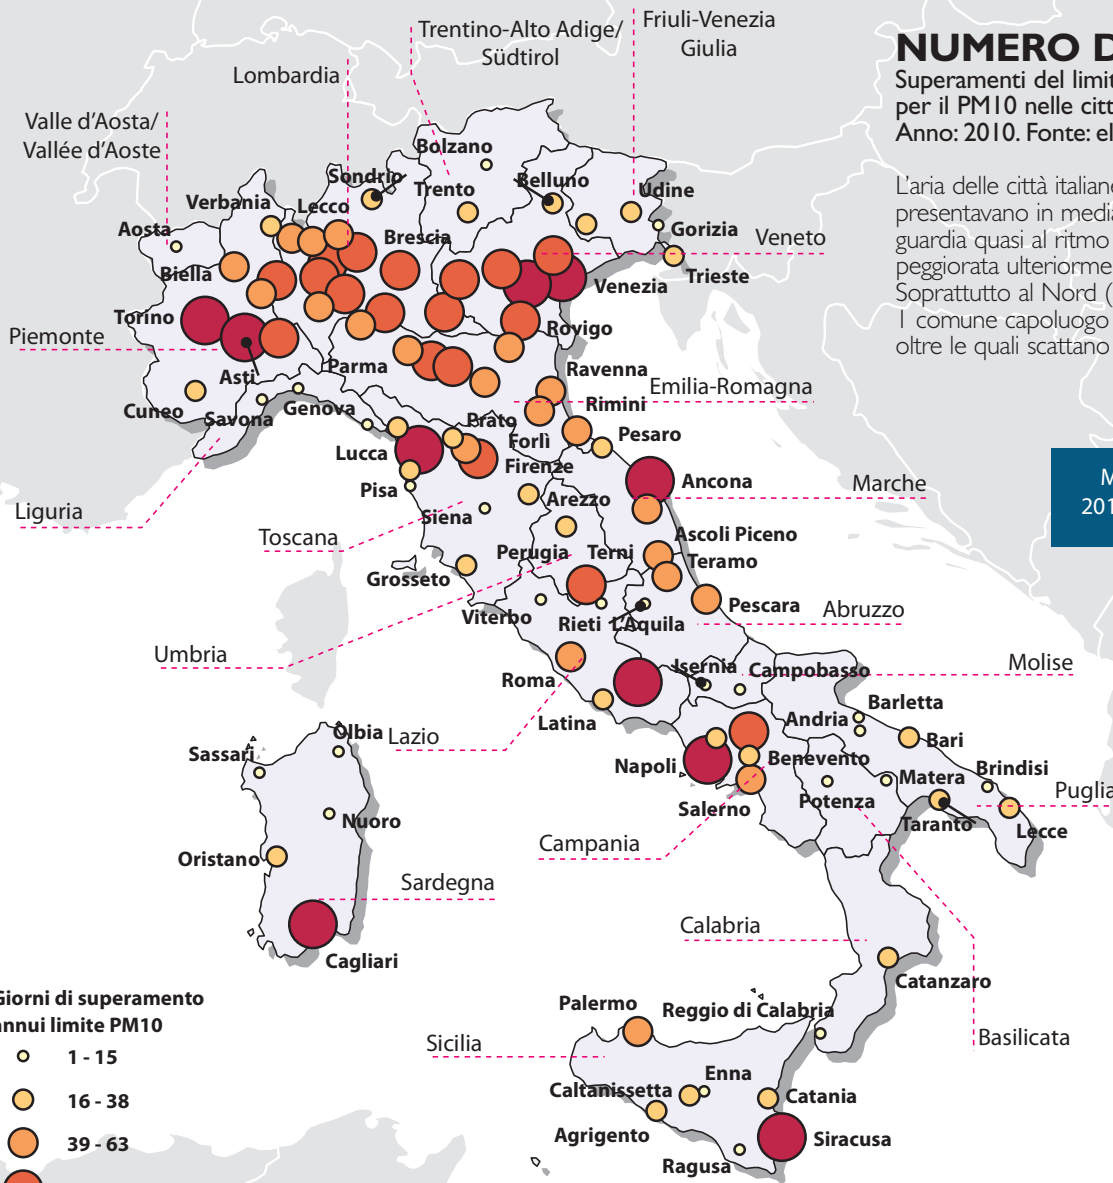 Trentino-Alto Adige/
Südtirol
Friuli-Venezia
Giulia
NUMERO D
Superamenti del limit
per il PM10 nelle citt
Anno: 2010. Fonte: el
L'aria delle città italiane
presentavano in media
guardia quasi al ritmo
peggiorata ulteriorme
Soprattutto al Nord (
1 comune capoluogo
oltre le quali scattano
Lombardia
Valle d'Aosta/
Vallée d'Aoste
Bolzano
Sondrio
Trento
Belluno
Udine
Verbania
Lecco
Aosta
Brescia
Gorizia
Veneto
Biella
Venezia
Trieste
Torino
Rovigo
Piemonte
Asti
Parma
Ravenna
Emilia-Romagna
Cuneo
Savona
Genova
Rimini
Prato
Forlì
Pesaro
Lucca
Firenze
Pisa
Ancona
Marche
M
201
Arezzo
Liguria
Siena
Toscana
Ascoli Piceno
Perugia
Terni
Teramo
Grosseto
Viterbo
Rieti
L'Aquila
Pescara
Abruzzo
Umbria
Isernia
Campobasso
Molise
Roma
Latina
Barletta
Andria
Olbia
Lazio
Bari
Sassari
Napoli
Benevento
Brindisi
Matera
Puglia
Nuoro
Salerno
Potenza
Taranto
Lecce
Oristano
Campania
Sardegna
Calabria
Cagliari
Catanzaro
Giorni di superamento
annui limite PM10
1 - 15
16 - 38
39 - 63
Palermo
Reggio di Calabria
Sicilia
Basilicata
Enna
Caltanissetta
Catania
Agrigento
Siracusa
Ragusa